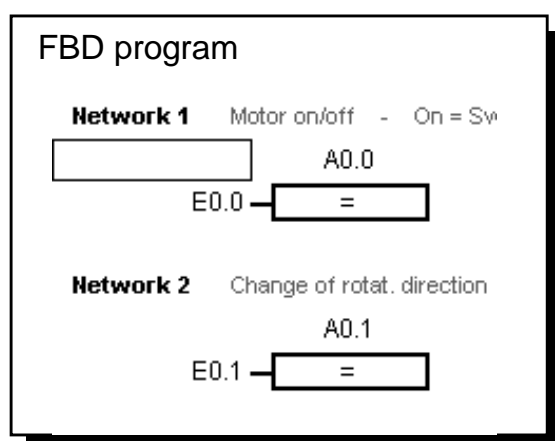 FBD program
Network 1 Motor on/off - On = Sw
A0.0
E0.0 =
Network 2 Change of rotat. direction
A0.1
E0.1 =